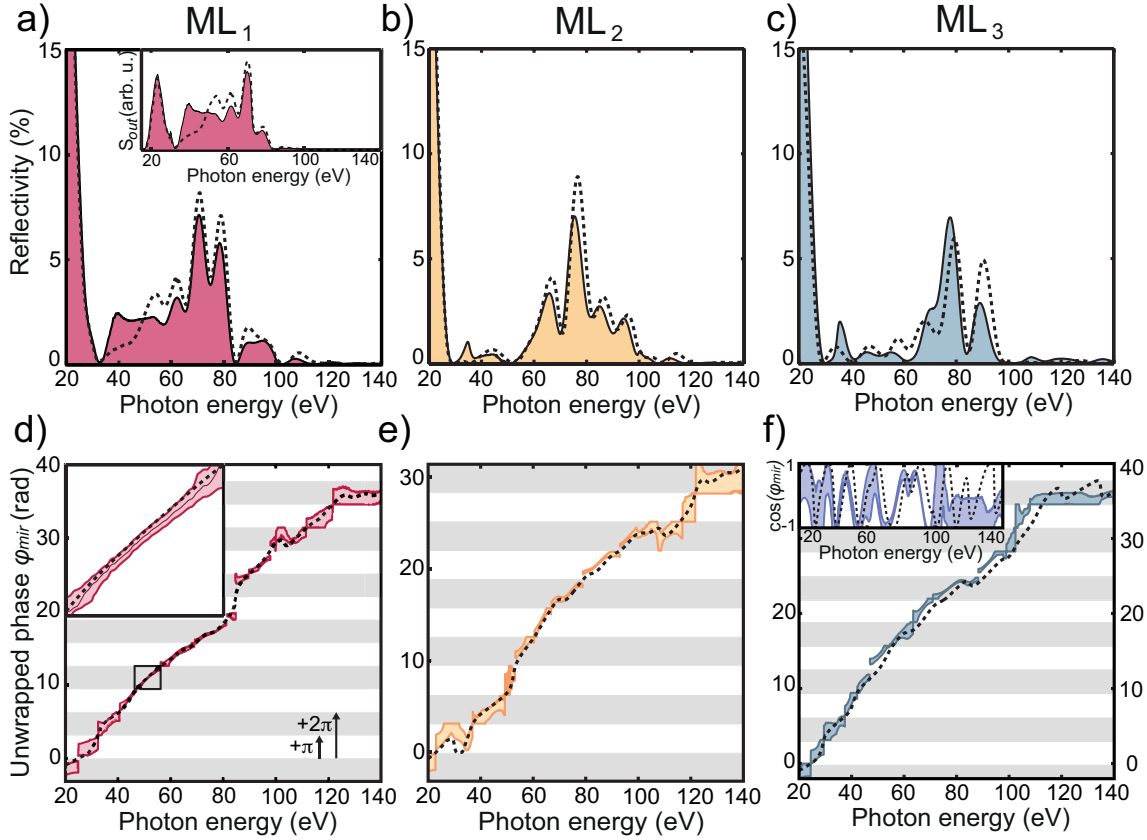 a) ML1
b) ML2
c) ML3
15
10
5
0
Reflectivity (%)
20 40 60 80 100 120 140
Photon energy (eV)
Sout(arb. u.)
20 60 100 140
Photon energy (eV)
15
10
5
0
20 40 60 80 100 120 140
Photon energy (eV)
15
10
5
0
20 40 60 80 100 120 140
Photon energy (eV)
d)
e)
f)
40
30
20
10
0
Unwrapped phase φmir (rad)
+2π
+π
20 40 60 80 100 120 140
Photon energy (eV)
30
20
10
0
20 40 60 80 100 120 140
Photon energy (eV)
cos(φmir)
1
-1
20 60 100 140
Photon energy (eV)
20
10
0
40
30
20
10
0
20 40 60 80 100 120 140
Photon energy (eV)